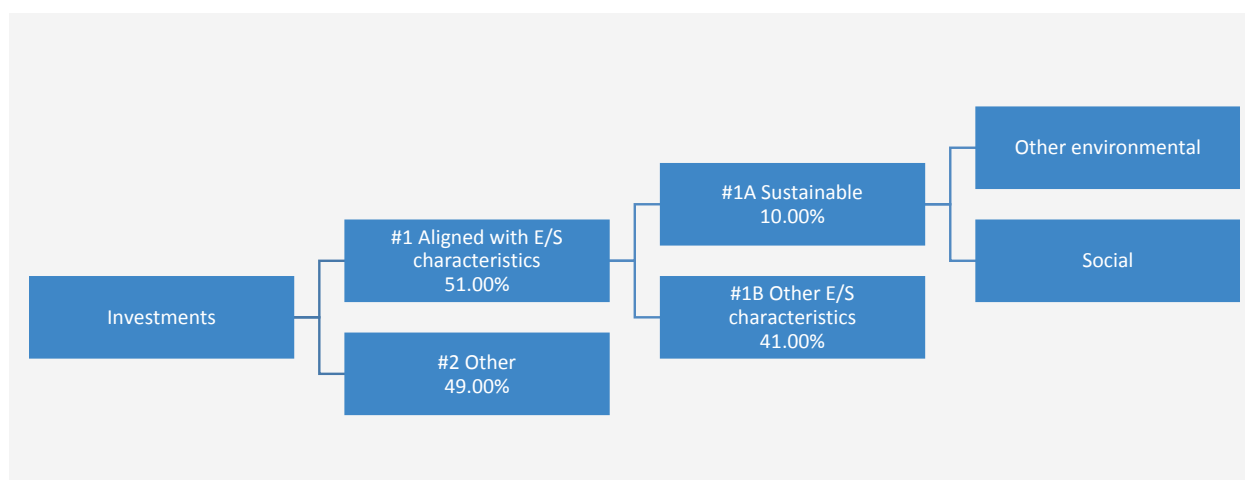 Investments
#1 Aligned with E/S
characteristics
51.00%
#2 Other
49.00%
#1A Sustainable
10.00%
#1B Other E/S
characteristics
41.00%
Other environmental
Social